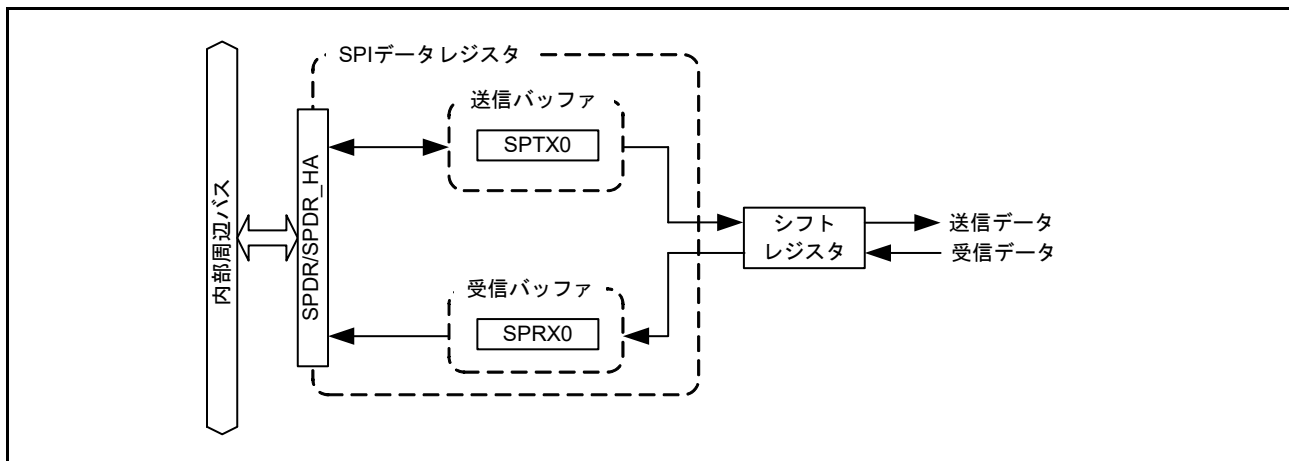 SPIデータレジスタ
送信バッファ
SPTX0
内部周辺バス
SPDR/SPDR_HA
シフト
レジスタ
送信データ
受信データ
受信バッファ
SPRX0